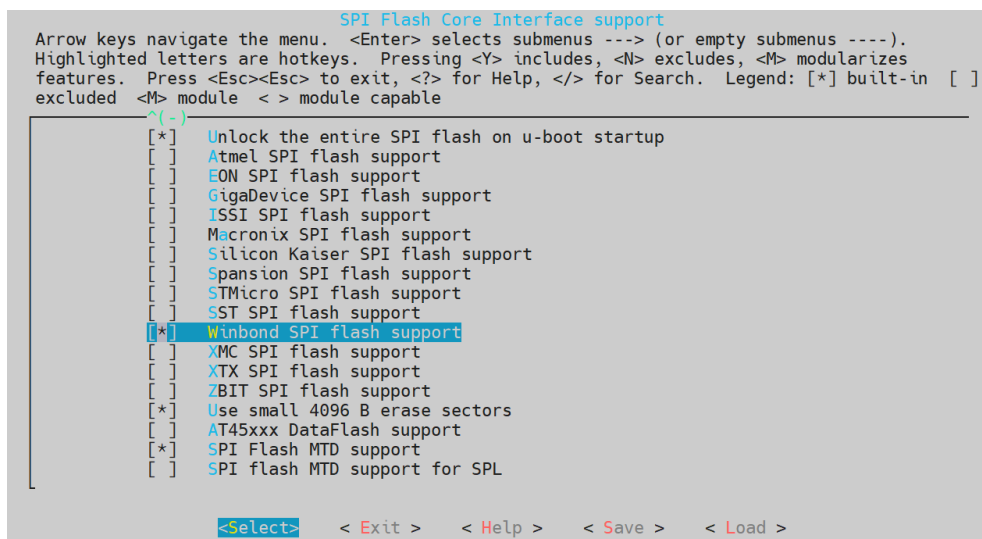 SPI Flash Core Interface support
Arrow keys navigate the menu.  <Enter> selects submenus ---> (or empty submenus ----).
Highlighted letters are hotkeys.  Pressing <Y> includes, <N> excludes, <M> modularizes
features.  Press <Esc><Esc> to exit, <?> for Help, </> for Search.  Legend: [*] built-in  [ ]
excluded  <M> module  < > module capable
^(-)
[*]   Unlock the entire SPI flash on u-boot startup
[ ]   Atmel SPI flash support
[ ]   EON SPI flash support
[ ]   GigaDevice SPI flash support
[ ]   ISSI SPI flash support
[ ]   Macronix SPI flash support
[ ]   Silicon Kaiser SPI flash support
[ ]   Spansion SPI flash support
[ ]   STMicro SPI flash support
[ ]   SST SPI flash support
[*]   Winbond SPI flash support
[ ]   XMC SPI flash support
[ ]   XTX SPI flash support
[ ]   ZBIT SPI flash support
[*]   Use small 4096 B erase sectors
[ ]   AT45xxx DataFlash support
[*]   SPI Flash MTD support
[ ]   SPI flash MTD support for SPL
<Select>    < Exit >    < Help >    < Save >    < Load >